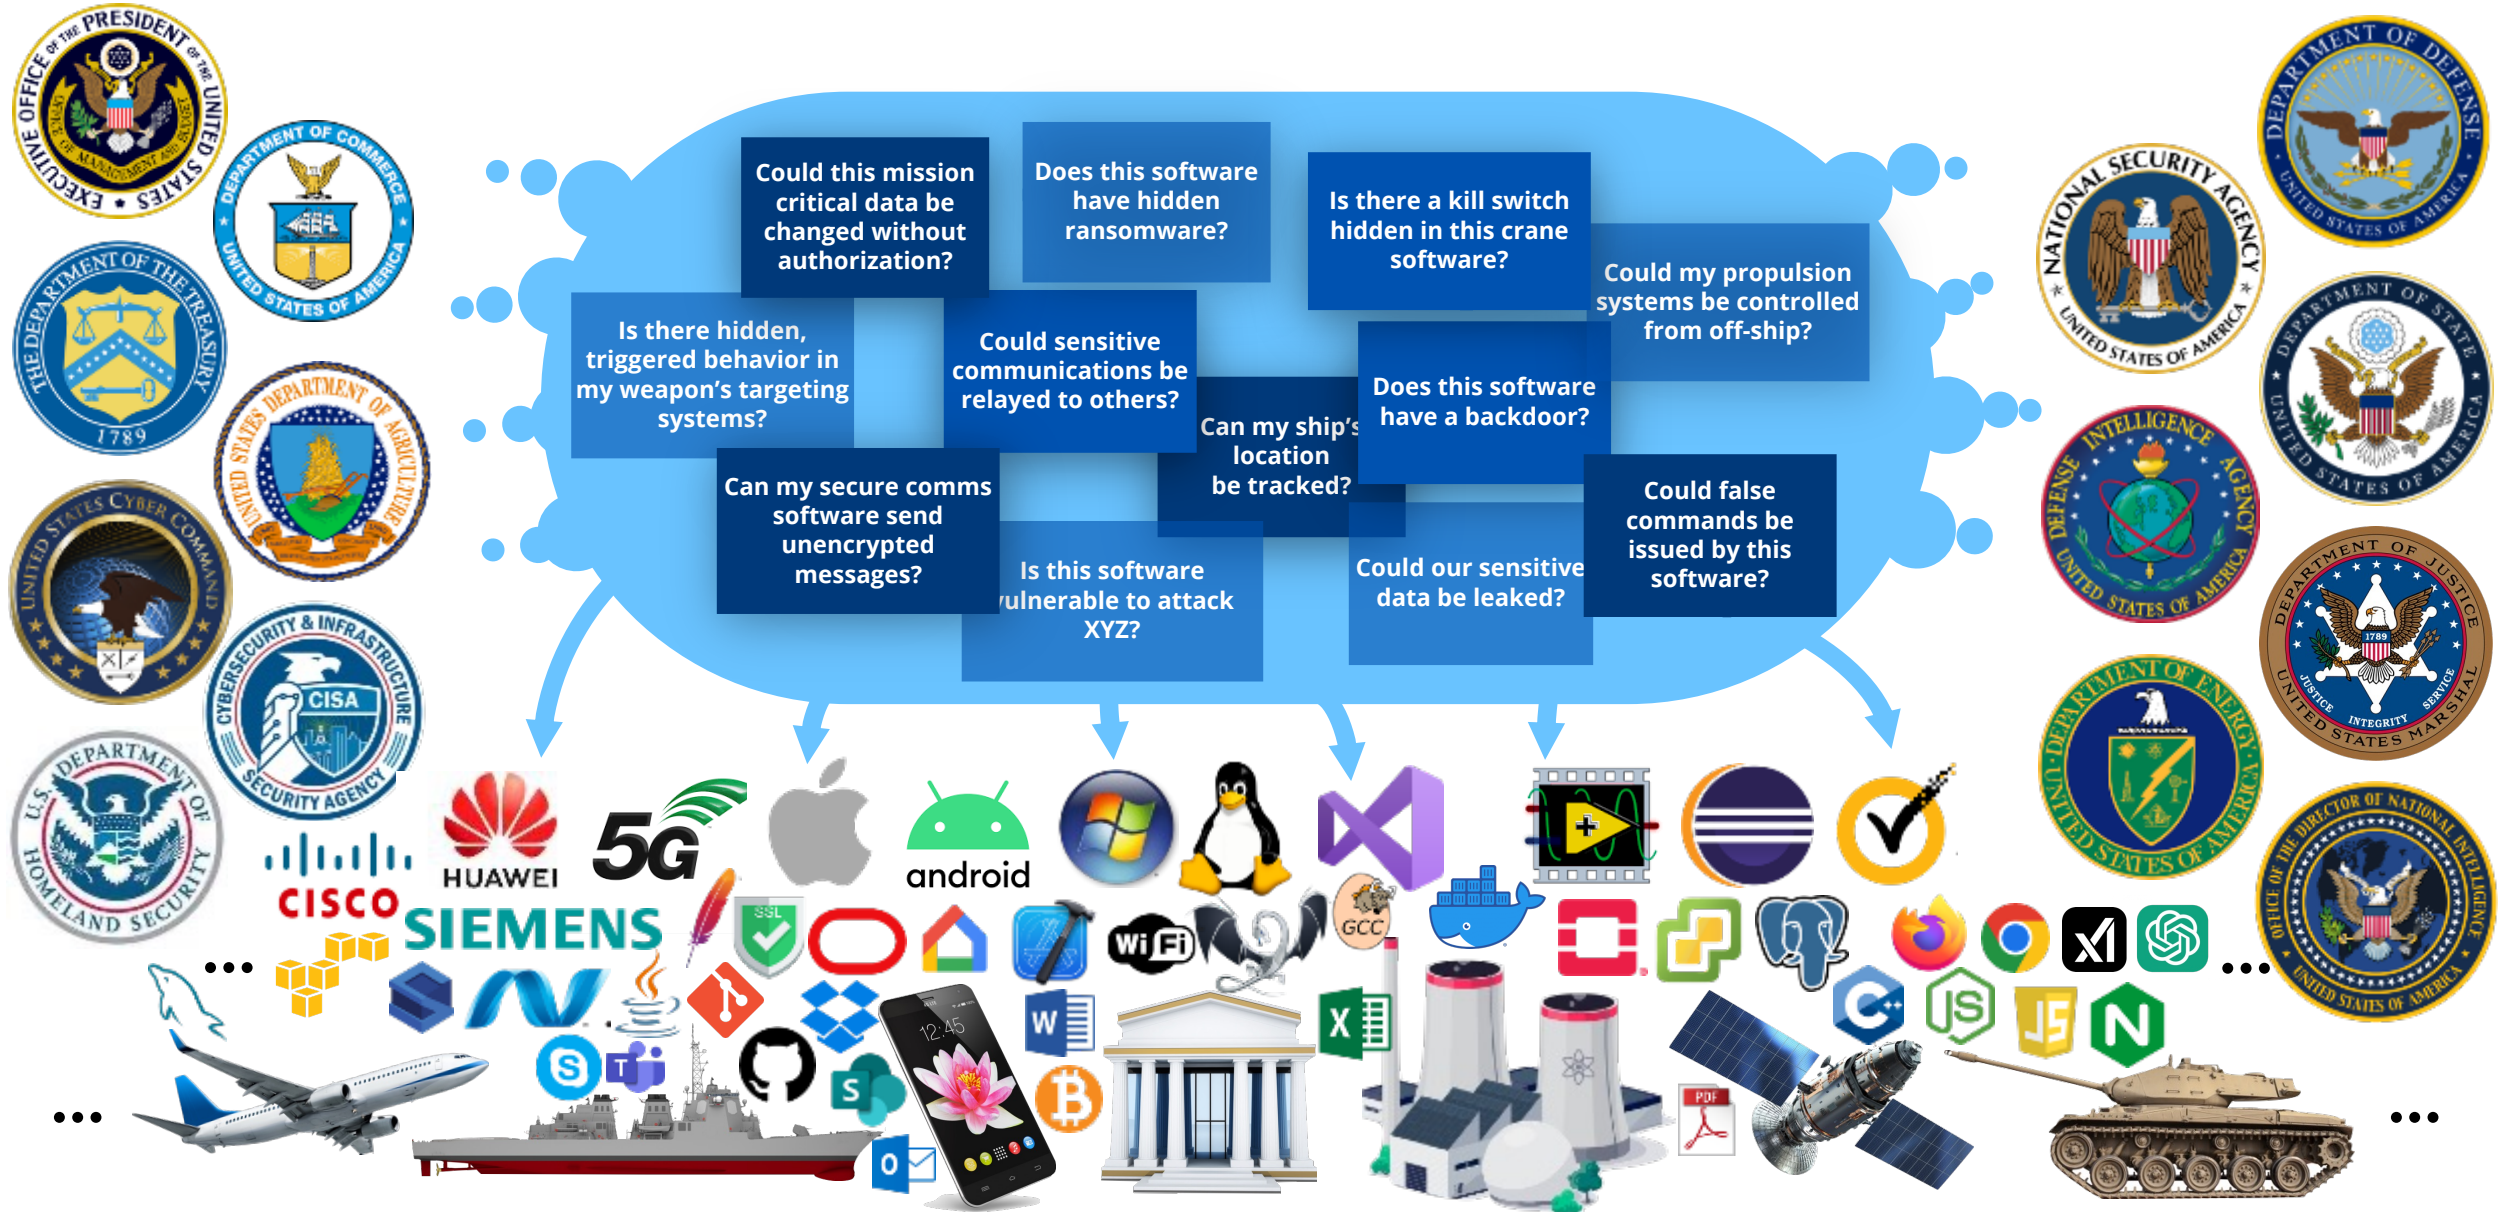 EXECUTIVE OFFICE OF THE PRESIDENT OF THE UNITED STATES
OFFICE OF MANAGEMENT AND BUDGET
DEPARTMENT OF COMMERCE
UNITED STATES OF AMERICA
THE DEPARTMENT OF THE TREASURY
1789
UNITED STATES DEPARTMENT OF AGRICULTURE
UNITED STATES CYBER COMMAND
CYBERSECURITY & INFRASTRUCTURE
SECURITY AGENCY
CISA
U.S. DEPARTMENT OF
HOMELAND SECURITY
Could this mission
critical data be
changed without
authorization?
Does this software
have hidden
ransomware?
Is there a kill switch
hidden in this crane
software?
Could my propulsion
systems be controlled
from off-ship?
Is there hidden,
triggered behavior in
my weapon's targeting
systems?
Could sensitive
communications be
relayed to others?
Can my ship's
location
be tracked?
Does this software
have a backdoor?
Can my secure comms
software send
unencrypted
messages?
Is this software
vulnerable to attack
XYZ?
Could our sensitive
data be leaked?
Could false
commands be
issued by this
software?
DEPARTMENT OF DEFENSE
UNITED STATES OF AMERICA
NATIONAL SECURITY AGENCY
UNITED STATES OF AMERICA
DEPARTMENT OF STATE
UNITED STATES OF AMERICA
DEFENSE INTELLIGENCE AGENCY
UNITED STATES OF AMERICA
DEPARTMENT OF JUSTICE
UNITED STATES MARSHAL
1789
JUSTICE INTEGRITY SERVICE
DEPARTMENT OF ENERGY
UNITED STATES OF AMERICA
OFFICE OF THE DIRECTOR OF NATIONAL INTELLIGENCE
UNITED STATES OF AMERICA
CISCO
HUAWEI
5G
android
SIEMENS
SSL
Wi Fi
GCC
xI
...
...
S
W
X
C++
JS
JS
N
S
T
S
12:45
B
O
PDF
...
...